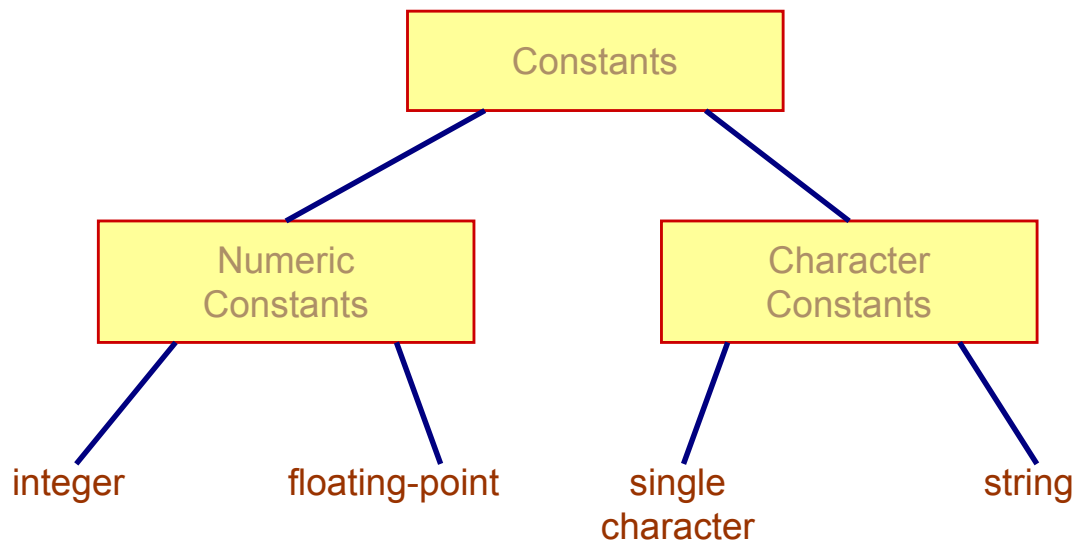 Constants
Numeric
Constants
Character
Constants
integer
floating-point
single
character
string